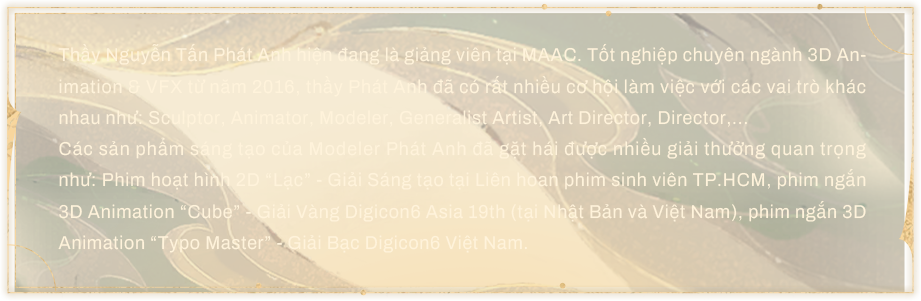 Thầy Nguyễn Tấn Phát Anh hiện đang là giảng viên tại MAAC. Tốt nghiệp chuyên ngành 3D An-
imation & VFX từ năm 2016, thầy Phát Anh đã có rất nhiều cơ hội làm việc với các vai trò khác
nhau như: Sculptor, Animator, Modeler, Generalist Artist, Art Director, Director,...
Các sản phẩm sáng tạo của Modeler Phát Anh đã gặt hái được nhiều giải thưởng quan trọng
như: Phim hoạt hình 2D “Lạc” - Giải Sáng tạo tại Liên hoan phim sinh viên TP.HCM, phim ngắn
3D Animation “Cube” - Giải Vàng Digicon6 Asia 19th (tại Nhật Bản và Việt Nam), phim ngắn 3D
Animation “Typo Master” - Giải Bạc Digicon6 Việt Nam.